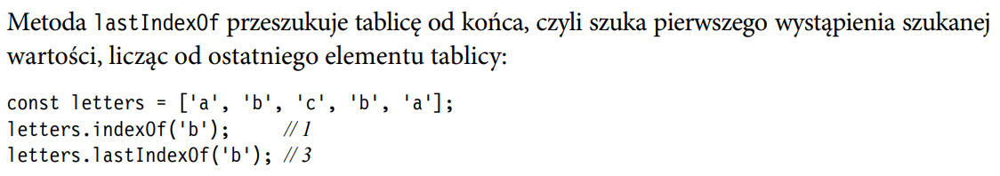 Metoda lastIndexOf przeszukuje tablicę od końca, czyli szuka pierwszego wystąpienia szukanej
wartości, licząc od ostatniego elementu tablicy:
const letters = ['a', 'b', 'c', 'b', 'a'];
letters.indexOf('b');     // 1
letters.lastIndexOf('b'); // 3